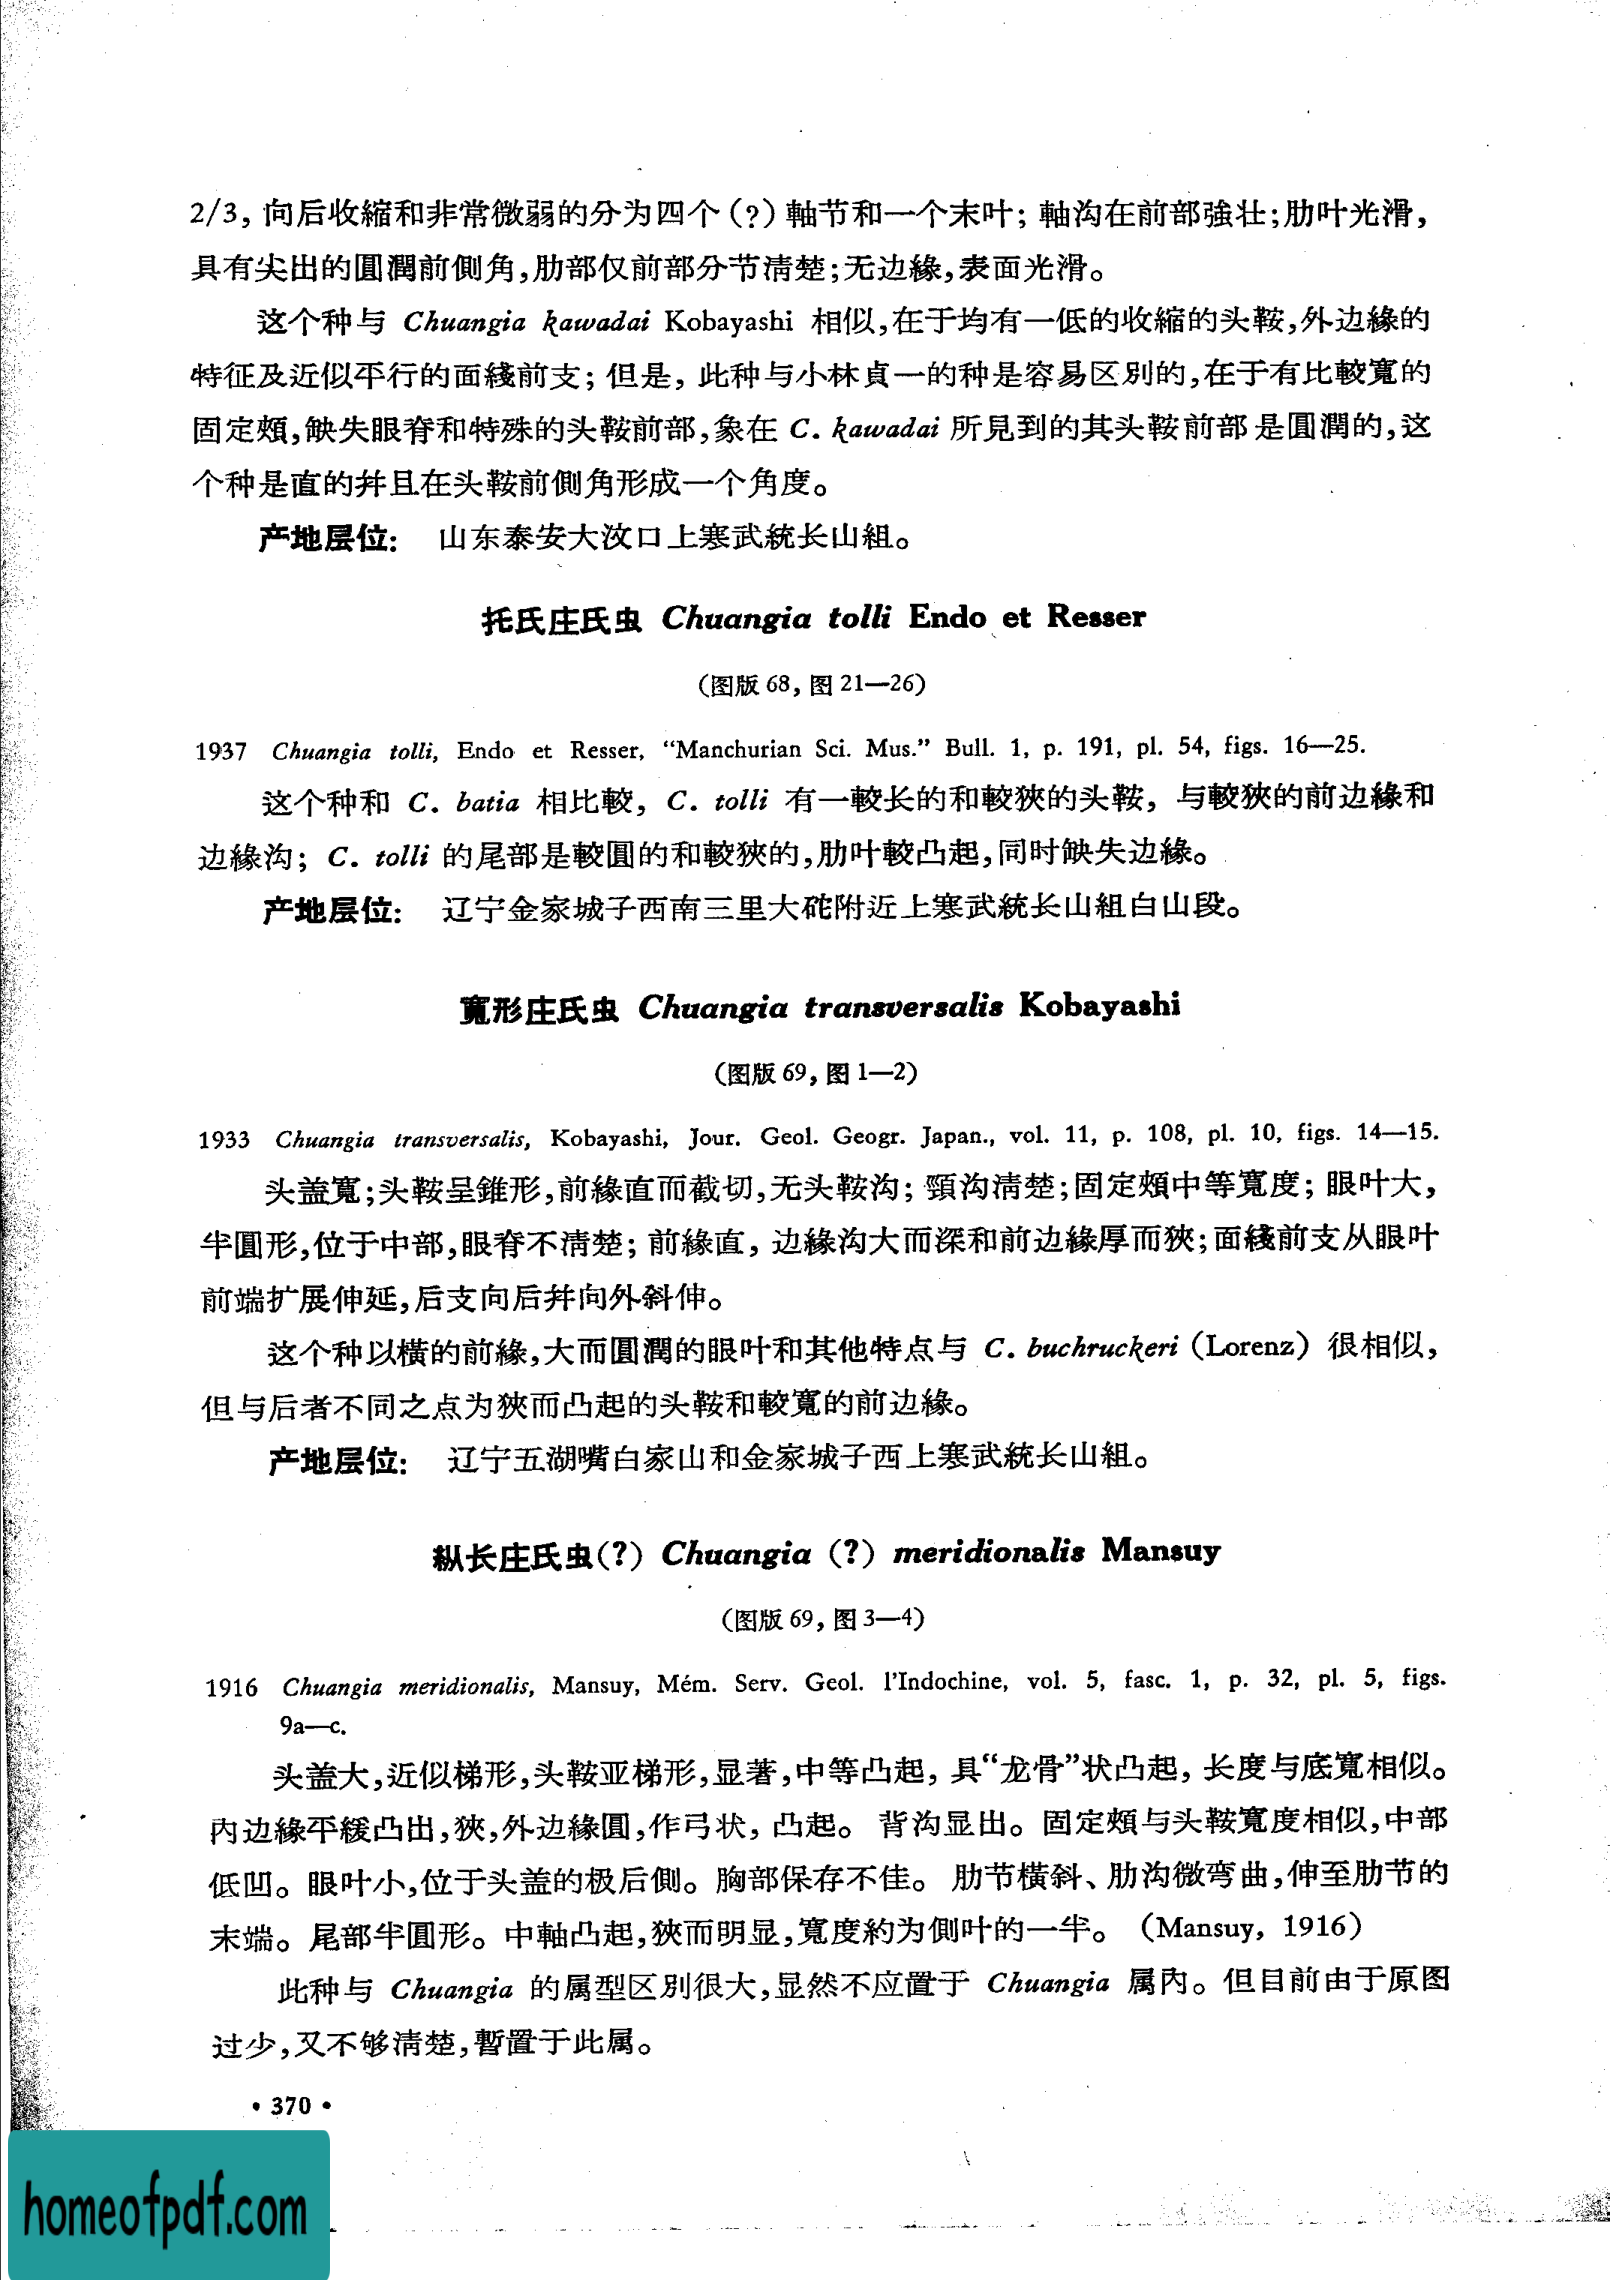 2/3, 向后收縮和非常微弱的分为四个(?)軸节和一个末叶; 軸沟在前部強壮;肋叶光滑,
具有尖出的圓潤前側角,肋部仅前部分节清楚;无边緣,表面光滑。
这个种与 Chuangia kawadai Kobayashi 相似,在于均有一低的收縮的头鞍,外边緣的
特征及近似平行的面綫前支; 但是, 此种与小林貞一的种是容易区別的,在于有比較寬的
固定頰,缺失眼脊和特殊的头鞍前部,象在 C. kawadai 所見到的其头鞍前部是圓潤的,这
个种是直的并且在头鞍前側角形成一个角度。
产地层位: 山东泰安大汶口上寒武統长山組。
托氏庄氏虫 Chuangia tolli Endo et Resser
(图版 68, 图 21—26)
1937 Chuangia tolli, Endo et Resser, “Manchurian Sci. Mus.” Bull. 1, p. 191, pl. 54, figs. 16—25.
这个种和 C. batia 相比較, C. tolli 有一較长的和較狹的头鞍, 与較狹的前边緣和
边緣沟; C. tolli 的尾部是較圓的和較狹的,肋叶較凸起,同时缺失边緣。
产地层位: 辽宁金家城子西南三里大砣附近上寒武統长山組白山段。
寬形庄氏虫 Chuangia transversalis Kobayashi
(图版 69, 图 1—2)
1933 Chuangia transversalis, Kobayashi, Jour. Geol. Geogr. Japan., vol. 11, p. 108, pl. 10, figs. 14—15.
头盖寬;头鞍呈錐形,前緣直而截切,无头鞍沟; 頸沟清楚;固定頰中等寬度; 眼叶大,
半圓形,位于中部,眼脊不清楚; 前緣直, 边緣沟大而深和前边緣厚而狹;面綫前支从眼叶
前端扩展伸延,后支向后并向外斜伸。
这个种以橫的前緣,大而圓潤的眼叶和其他特点与 C. buchruckeri (Lorenz) 很相似,
但与后者不同之点为狹而凸起的头鞍和較寬的前边緣。
产地层位: 辽宁五湖嘴白家山和金家城子西上寒武統长山組。
纵长庄氏虫(?) Chuangia (?) meridionalis Mansuy
(图版 69, 图 3—4)
1916 Chuangia meridionalis, Mansuy, Mém. Serv. Geol. l’Indochine, vol. 5, fasc. 1, p. 32, pl. 5, figs.
9a—c.
头盖大,近似梯形,头鞍亚梯形,显著,中等凸起, 具“龙骨”状凸起, 长度与底寬相似。
內边緣平緩凸出,狹,外边緣圓,作弓状, 凸起。 背沟显出。 固定頰与头鞍寬度相似,中部
低凹。 眼叶小,位于头盖的极后側。 胸部保存不佳。 肋节橫斜、肋沟微弯曲,伸至肋节的
末端。 尾部半圓形。 中軸凸起,狹而明显,寬度約为側叶的一半。 (Mansuy, 1916)
此种与 Chuangia 的属型区別很大,显然不应置于 Chuangia 属內。 但目前由于原图
过少,又不够清楚,暫置于此属。
• 370 •
homeofpdf.com